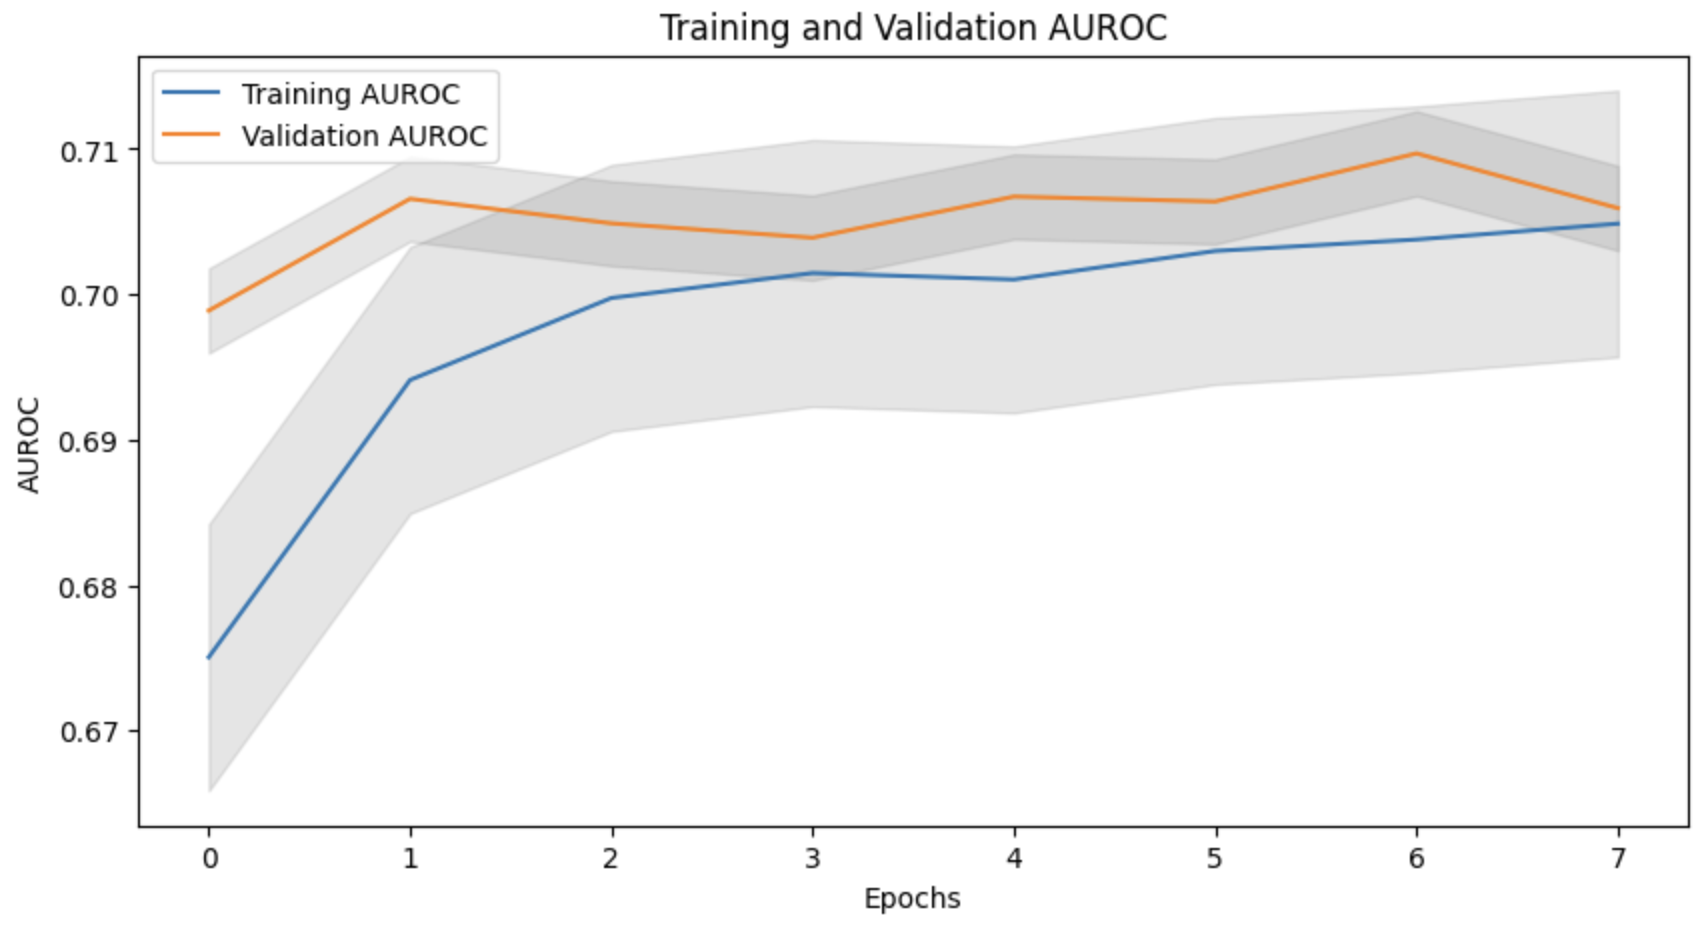 Training and Validation AUROC
Training AUROC
Validation AUROC
0.71
0.70
0.69
0.68
0.67
AUROC
0 1 2 3 4 5 6 7
Epochs